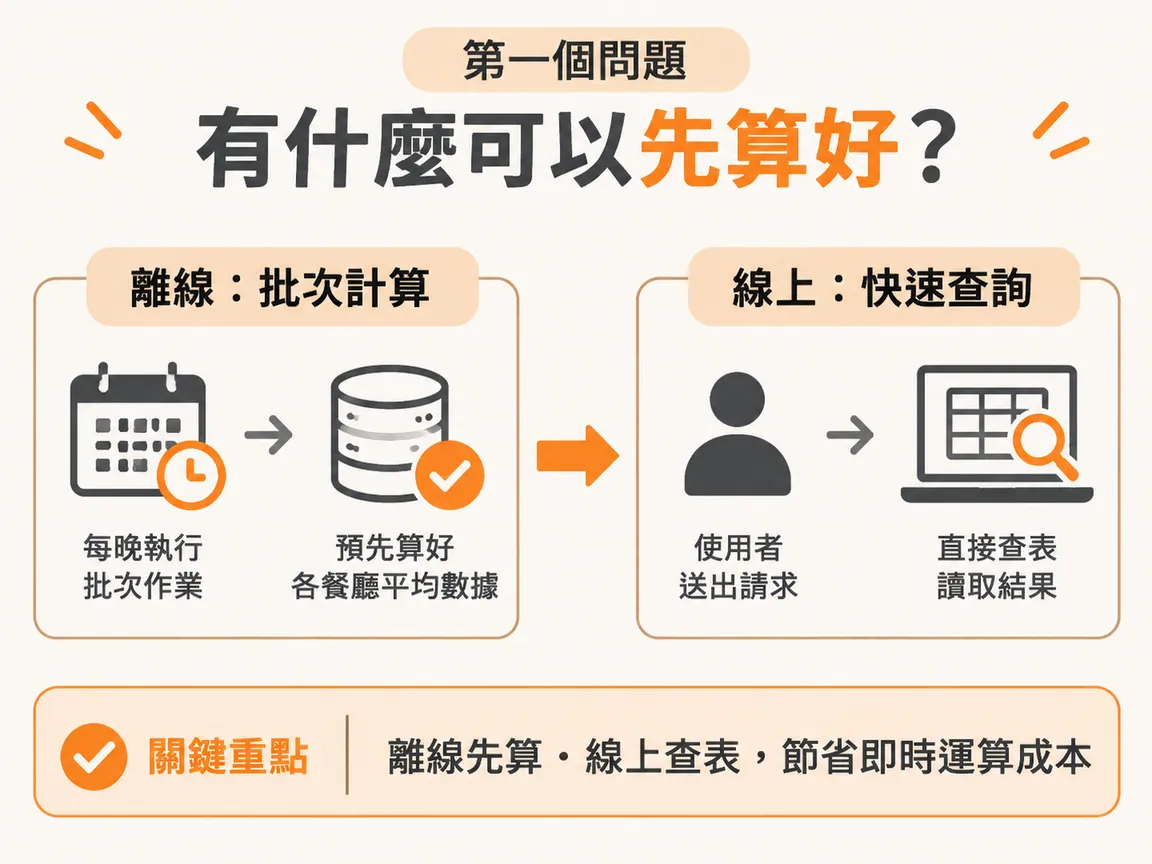 第一個問題
有什麼可以先算好？
離線：批次計算
每晚執行
批次作業
預先算好
各餐廳平均數據
線上：快速查詢
使用者
送出請求
直接查表
讀取結果
關鍵重點
離線先算・線上查表，節省即時運算成本